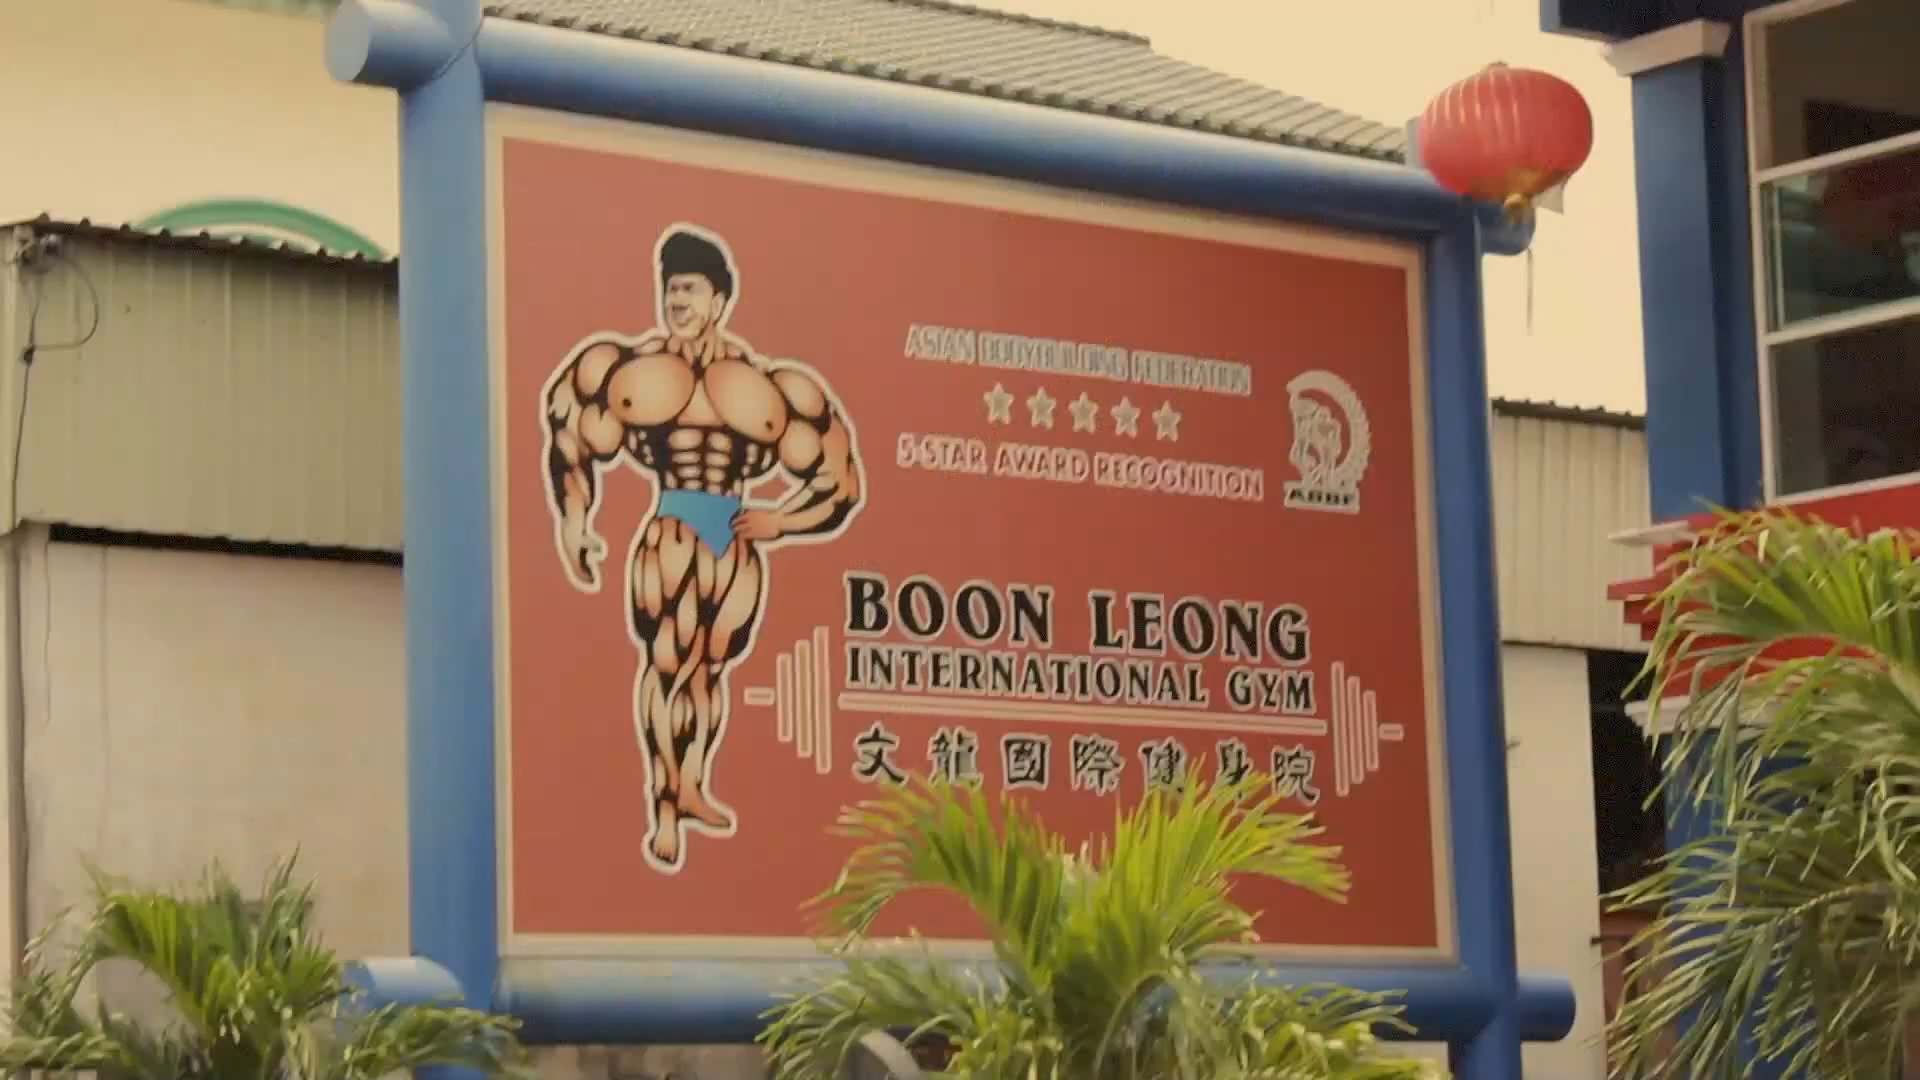 ASIAN BODYBUILDING FEDERATION
5-STAR AWARD RECOGNITION
ABBF
BOON LEONG
INTERNATIONAL GYM
文龍國際健身院